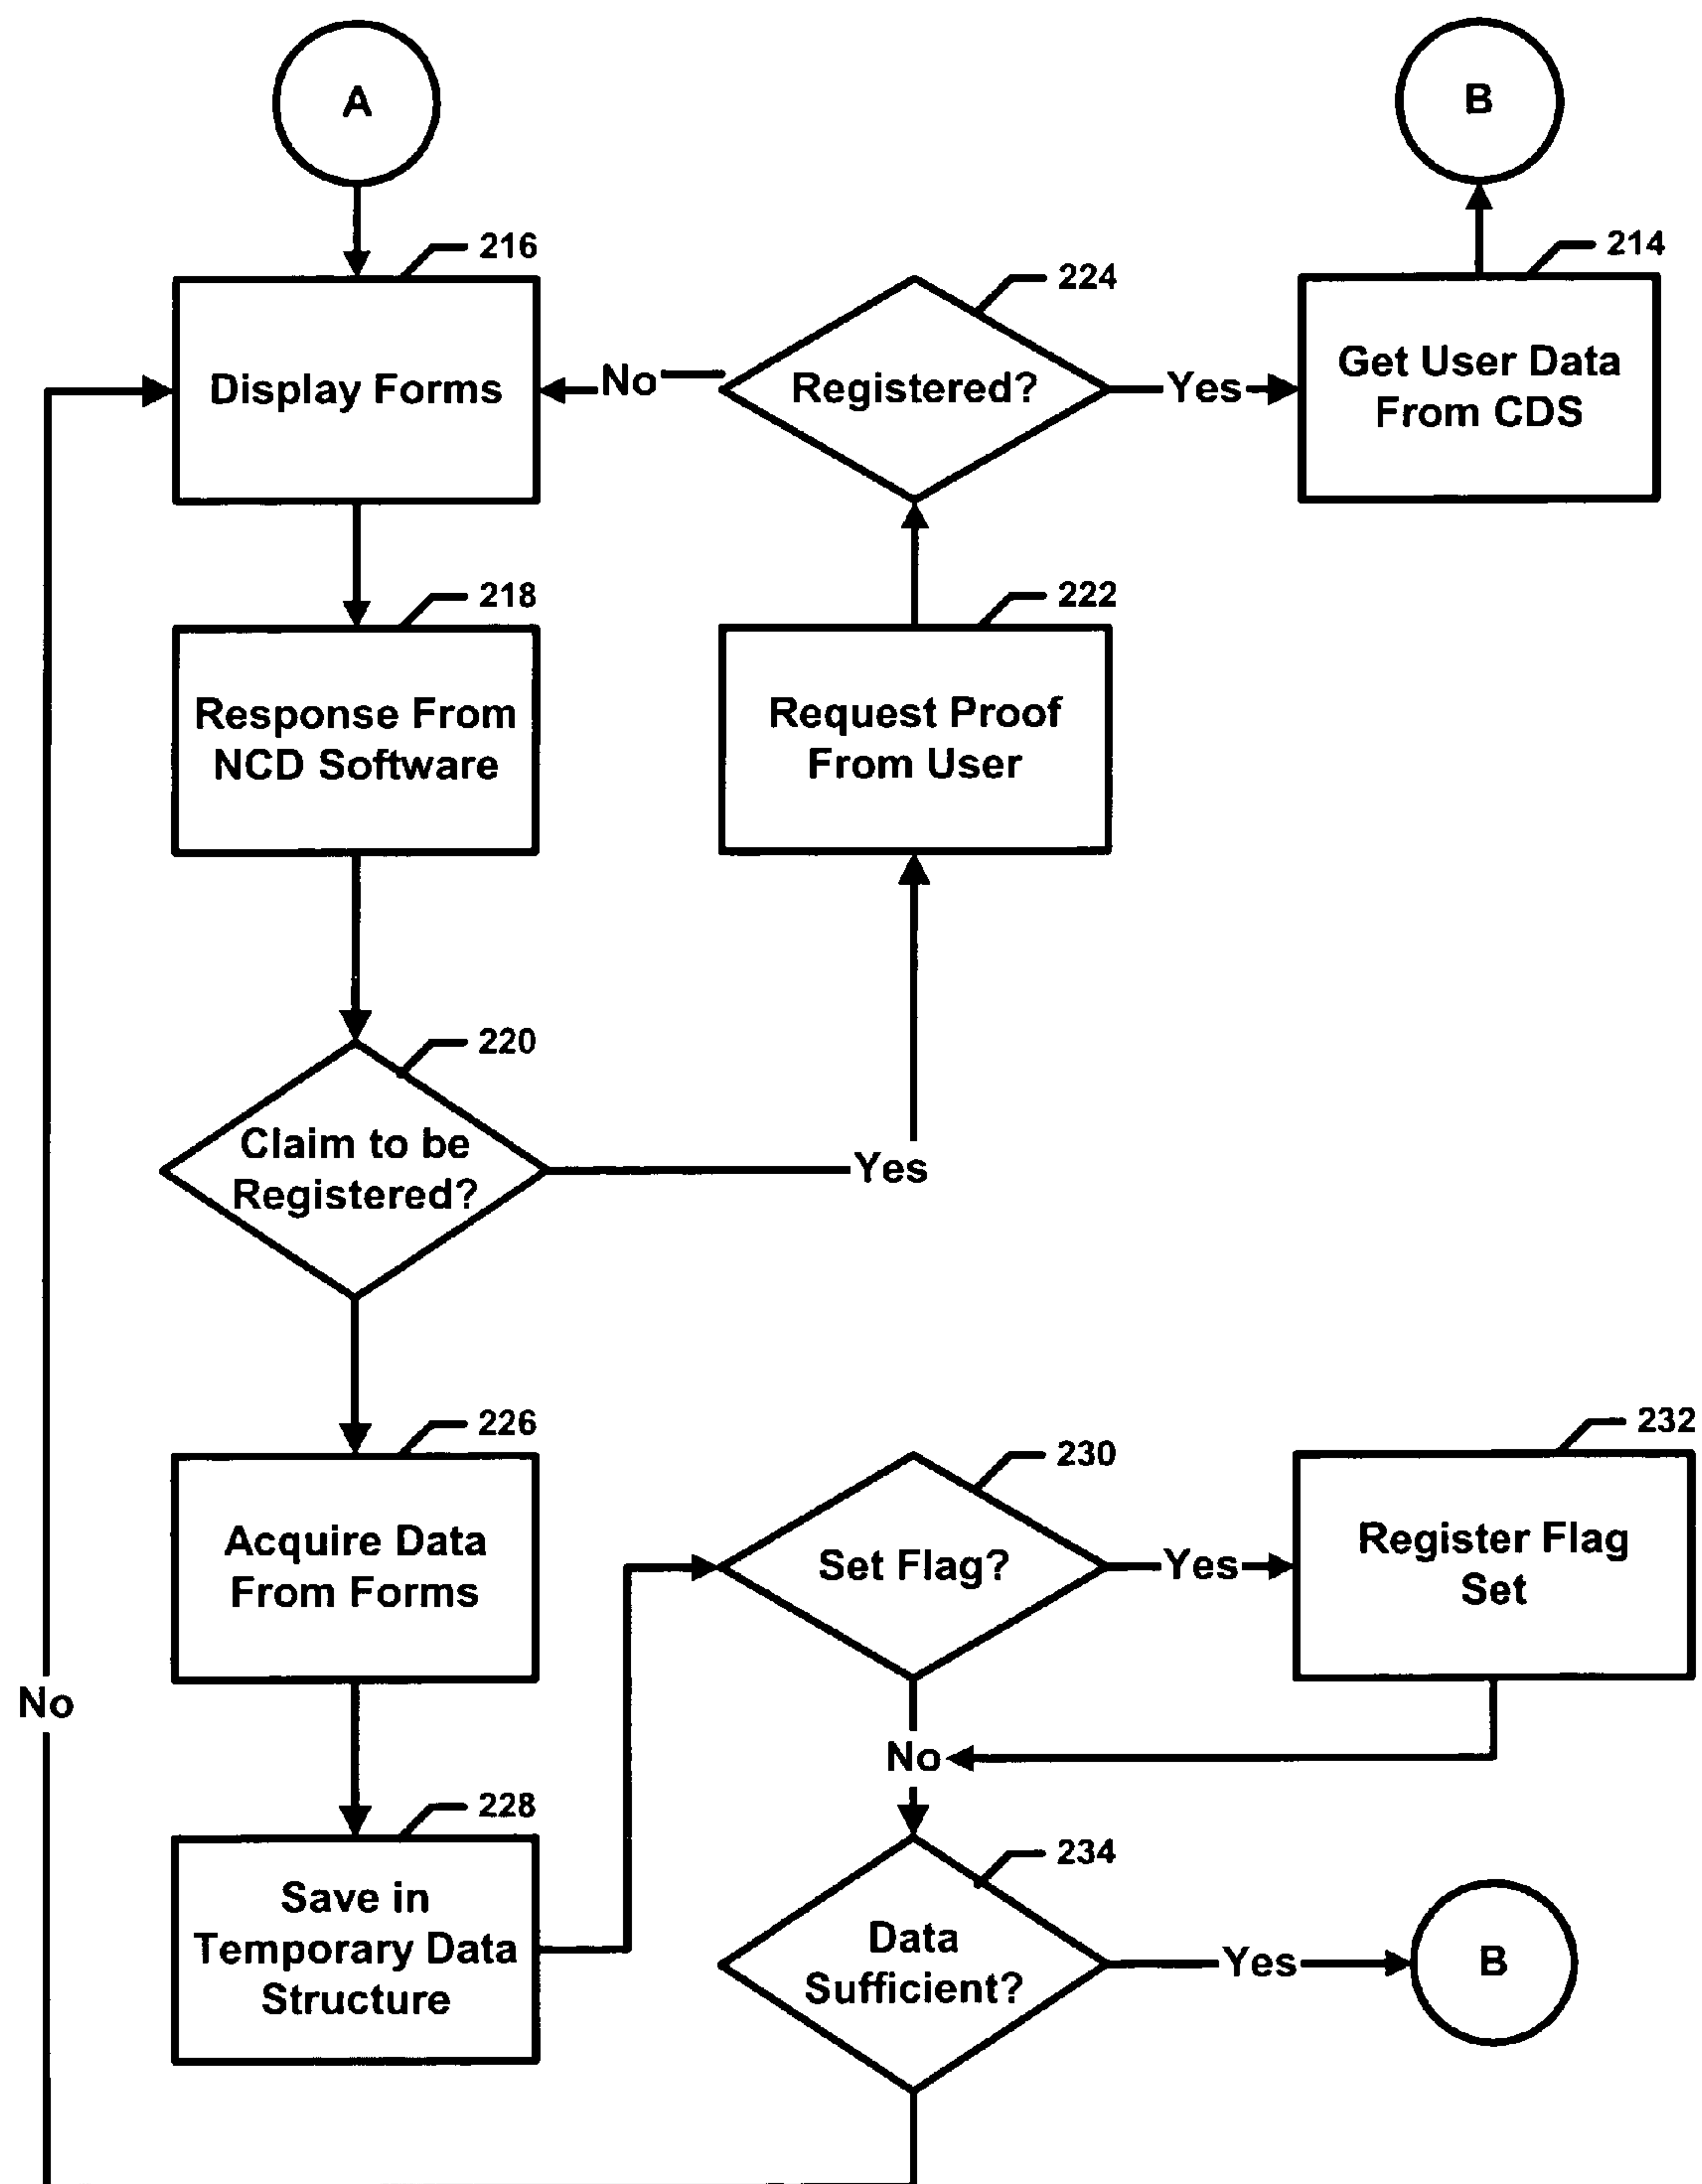 A
B
216
224
214
Display Forms
No
Registered?
Yes
Get User Data
From CDS
218
222
Response From
NCD Software
Request Proof
From User
220
Claim to be
Registered?
Yes
226
230
232
Acquire Data
From Forms
Set Flag?
Yes
Register Flag
Set
No
No
228
234
Save in
Temporary Data
Structure
Data
Sufficient?
Yes
B